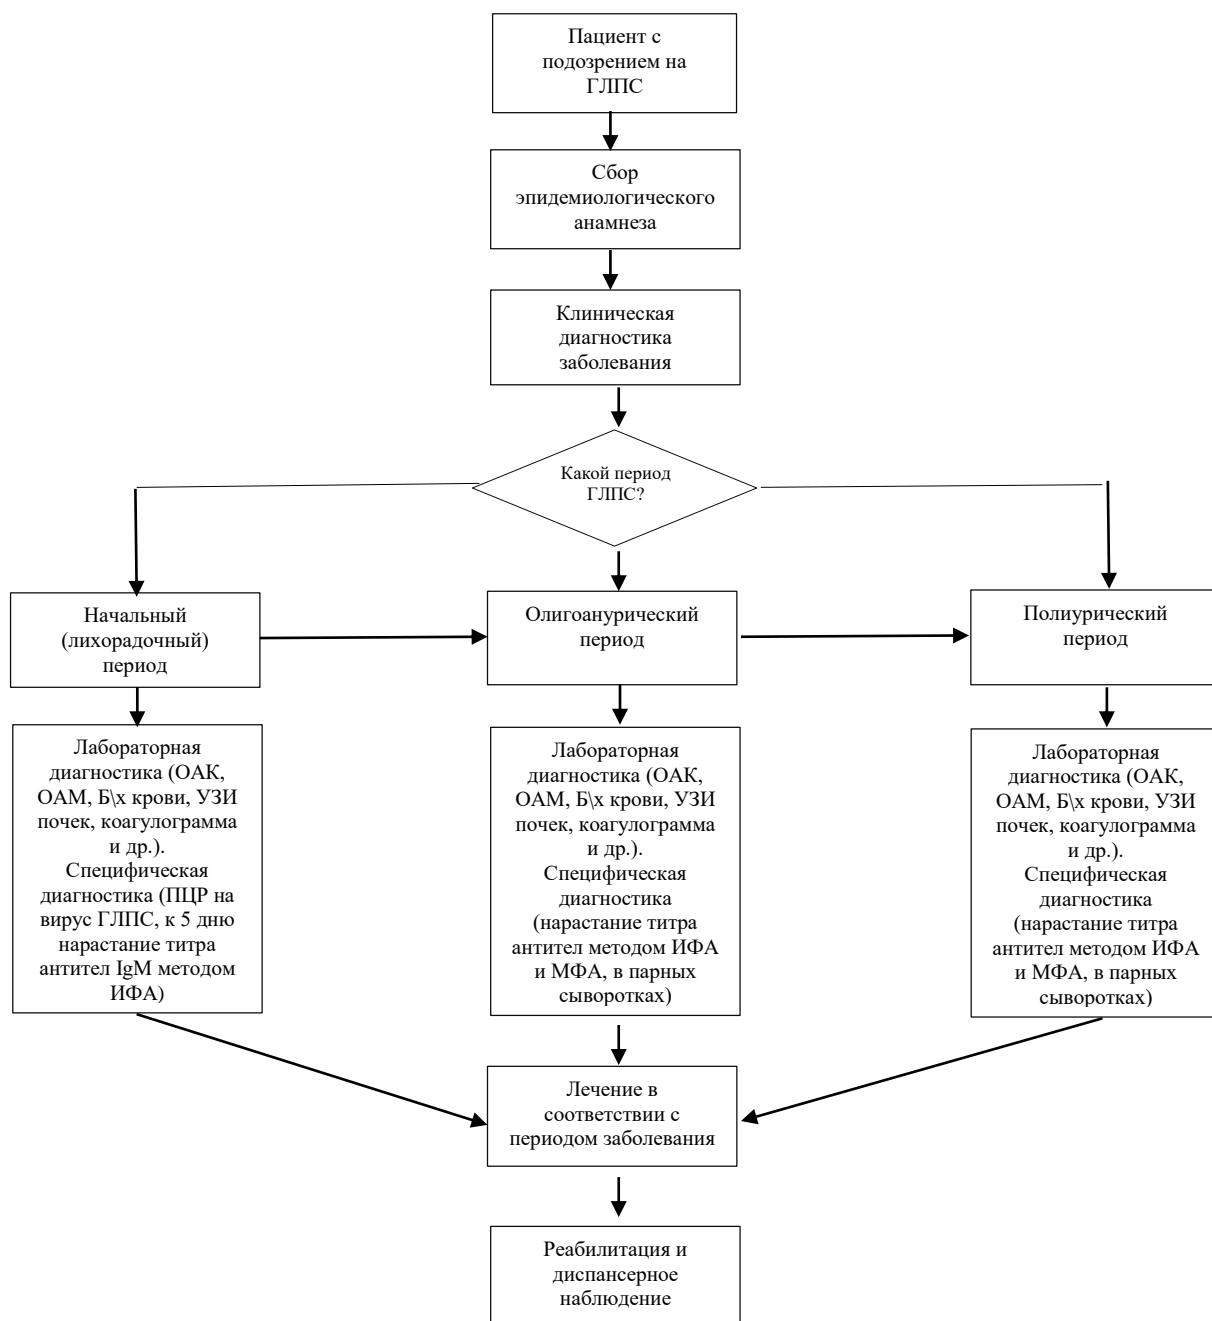 Пациент с
подозрением на
ГЛПС
Сбор
эпидемиологического
анамнеза
Клиническая
диагностика
заболевания
Какой период
ГЛПС?
Начальный
(лихорадочный)
период
Олигоанурический
период
Полиурический
период
Лабораторная
диагностика (ОАК,
ОАМ, Б\х крови, УЗИ
почек, коагулограмма
и др.).
Специфическая
диагностика (ПЦР на
вирус ГЛПС, к 5 дню
нарастание титра
антител IgM методом
ИФА)
Лабораторная
диагностика (ОАК,
ОАМ, Б\х крови, УЗИ
почек, коагулограмма
и др.).
Специфическая
диагностика
(нарастание титра
антител методом ИФА
и МФА, в парных
сыворотках)
Лабораторная
диагностика (ОАК,
ОАМ, Б\х крови, УЗИ
почек, коагулограмма
и др.).
Специфическая
диагностика
(нарастание титра
антител методом ИФА
и МФА, в парных
сыворотках)
Лечение в
соответствии с
периодом заболевания
Реабилитация и
диспансерное
наблюдение